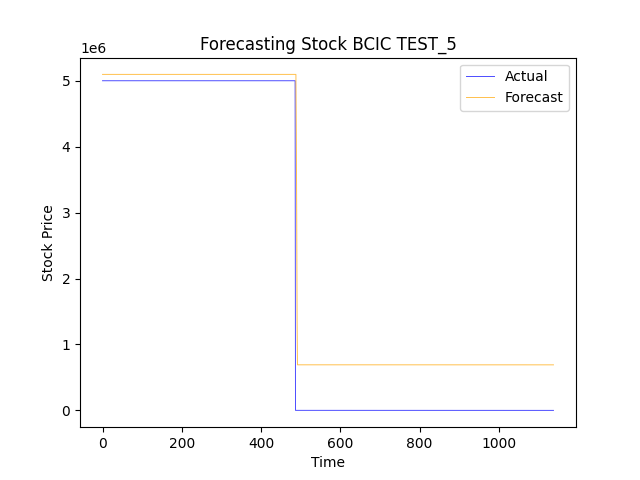 Forecasting Stock BCIC TEST_5
1e6
5
4
3
2
1
0
Stock Price
Actual
Forecast
0 200 400 600 800 1000
Time